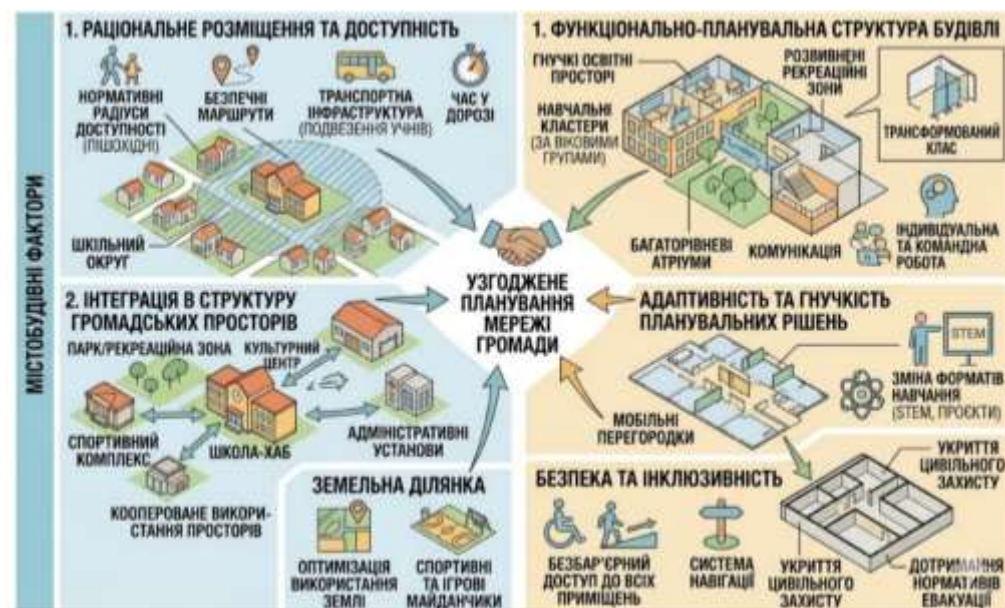 МІСТОБУДІВНІ ФАКТОРИ
1. РАЦІОНАЛЬНЕ РОЗМІЩЕННЯ ТА ДОСТУПНІСТЬ
НОРМАТИВНІ
РАДІУСИ
ДОСТУПНОСТІ
(ПІШОХІДНІ)
БЕЗПЕЧНІ
МАРШРУТИ
ТРАНСПОРТНА
ІНФРАСТРУКТУРА
(ПОДВЕЗЕННЯ УЧНІВ)
ЧАС У
ДОРОЗІ
ШКІЛЬНИЙ
ОКРУГ
1. ФУНКЦІОНАЛЬНО-ПЛАНУВАЛЬНА СТРУКТУРА БУДІВЛІ
ГНУЧКІ ОСВІТНІ
ПРОСТОРІ
НАВЧАЛЬНІ
КЛАСТЕРИ
(ЗА ВІКОВИМИ
ГРУПАМИ)
РОЗВИВНЕНІ
РЕКРЕАЦІЙНІ
ЗОНИ
ТРАНСФОРМОВАНИЙ
КЛАС
БАГАТОРІВНЕВІ
АТРІУМИ
КОМУНІКАЦІЯ
ІНДИВІДУАЛЬНА
ТА КОМАНДНА
РОБОТА
УЗГОДЖЕНЕ
ПЛАНУВАННЯ
МЕРЕЖІ
ГРОМАДИ
2. ІНТЕГРАЦІЯ В СТРУКТУРУ
ГРОМАДСЬКИХ ПРОСТОРІВ
ПАРК/РЕКРЕАЦІЙНА ЗОНА
КУЛЬТУРНИЙ
ЦЕНТР
СПОРТИВНИЙ
КОМПЛЕКС
ШКОЛА-ХАБ
АДМІНІСТРАТИВНІ
УСТАНОВИ
КООПЕРОВАНЕ ВИКОРИ-
СТАННЯ ПРОСТОРІВ
ЗЕМЕЛЬНА ДІЛЯНКА
ОПТИМІЗАЦІЯ
ВИКОРИСТАННЯ
ЗЕМЛІ
СПОРТИВНІ
ТА ІГРОВІ
МАЙДАНЧИКИ
АДАПТИВНІСТЬ ТА ГНУЧКІСТЬ
ПЛАНУВАЛЬНИХ РІШЕНЬ
STEM
ЗМІНА ФОРМАТІВ
НАВЧАННЯ
(STEM, ПРОЄКТИ)
МОБІЛЬНІ
ПЕРЕГОРОДКИ
БЕЗПЕКА ТА ІНКЛЮЗИВНІСТЬ
БЕЗБАР'ЄРНИЙ
ДОСТУП ДО ВСІХ
ПРИМІЩЕНЬ
СИСТЕМА
НАВІГАЦІЇ
УКРИТТЯ
ЦИВІЛЬНОГО
ЗАХИСТУ
УКРИТТЯ
ЦИВІЛЬНОГО
ЗАХИСТУ
ДОТРИМАННЯ
НОРМАТИВІВ
ЕВАКУАЦІЇ